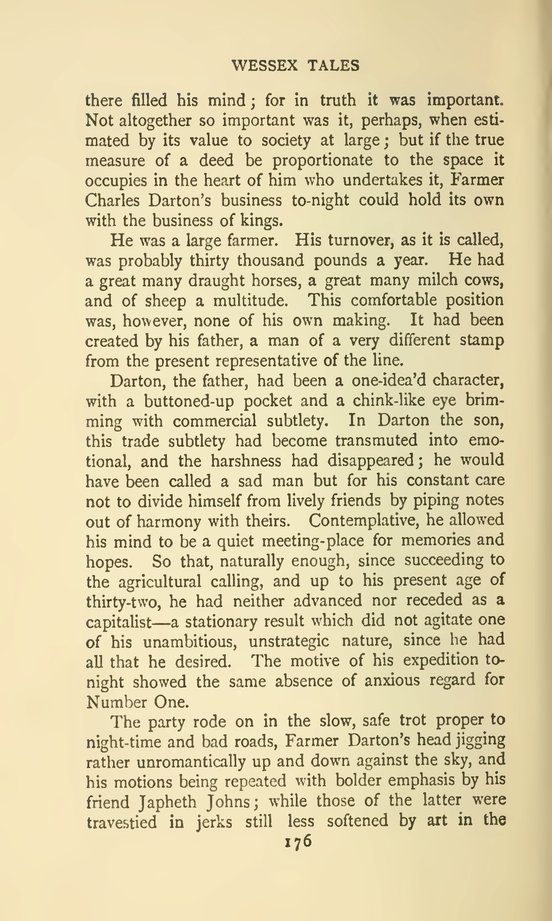 WESSEX TALES
there filled his mind ; for in truth it was important.
Not altogether so important was it, perhaps, when esti-
mated by its value to society at large ; but if the true
measure of a deed be proportionate to the space it
occupies in the heart of him who undertakes it, Farmer
Charles Darton's business to-night could hold its own
with the business of kings.
He was a large farmer. His turnover, as it is called,
was probably thirty thousand pounds a year. He had
a great many draught horses, a great many milch cows,
and of sheep a multitude. This comfortable position
was, however, none of his own making. It had been
created by his father, a man of a very different stamp
from the present representative of the line.
Darton, the father, had been a one-idea'd character,
with a buttoned-up pocket and a chink-like eye brim-
ming with commercial subtlety. In Darton the son,
this trade subtlety had become transmuted into emo-
tional, and the harshness had disappeared ; he would
have been called a sad man but for his constant care
not to divide himself from lively friends by piping notes
out of harmony with theirs. Contemplative, he allowed
his mind to be a quiet meeting-place for memories and
hopes. So that, naturally enough, since succeeding to
the agricultural calling, and up to his present age of
thirty-two, he had neither advanced nor receded as a
capitalist—a stationary result which did not agitate one
of his unambitious, unstrategic nature, since he had
all that he desired. The motive of his expedition to-
night showed the same absence of anxious regard for
Number One.
The party rode on in the slow, safe trot proper to
night-time and bad roads, Farmer Darton's head jigging
rather unromantically up and down against the sky, and
his motions being repeated with bolder emphasis by his
friend Japheth Johns ; while those of the latter were
travestied in jerks still less softened by art in the
176